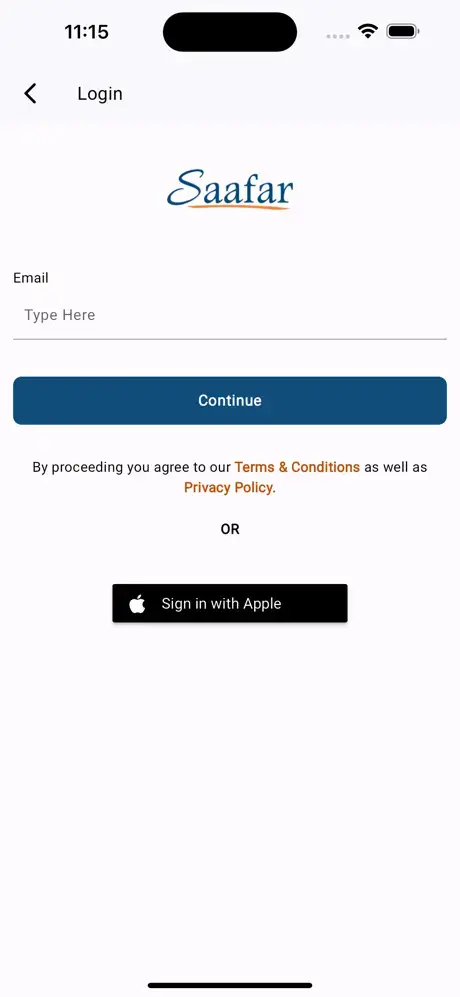 11:15
Login
Saafar
Email
Type Here
Continue
By proceeding you agree to our Terms & Conditions as well as
Privacy Policy.
OR
Sign in with Apple